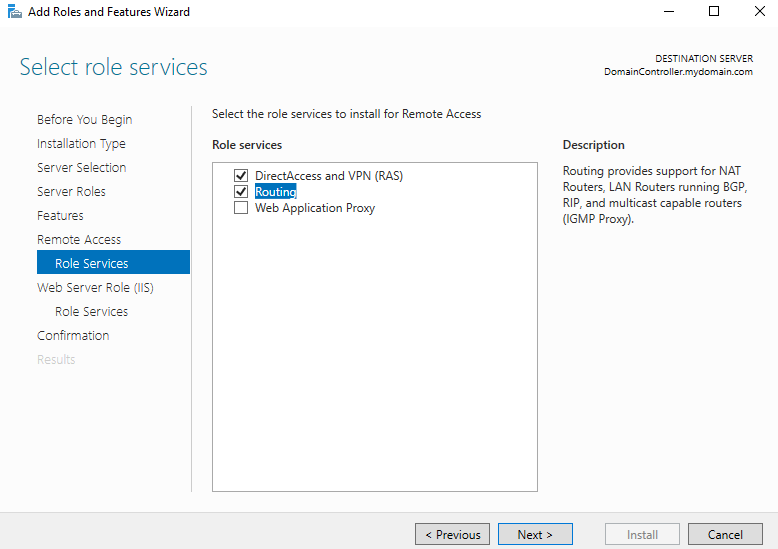 Add Roles and Features Wizard
Select role services
DESTINATION SERVER
DomainController.mydomain.com
Before You Begin
Installation Type
Server Selection
Server Roles
Features
Remote Access
Role Services
Web Server Role (IIS)
Role Services
Confirmation
Results
Select the role services to install for Remote Access
Role services
DirectAccess and VPN (RAS)
Routing
Web Application Proxy
Description
Routing provides support for NAT
Routers, LAN Routers running BGP,
RIP, and multicast capable routers
(IGMP Proxy).
< Previous
Next >
Install
Cancel